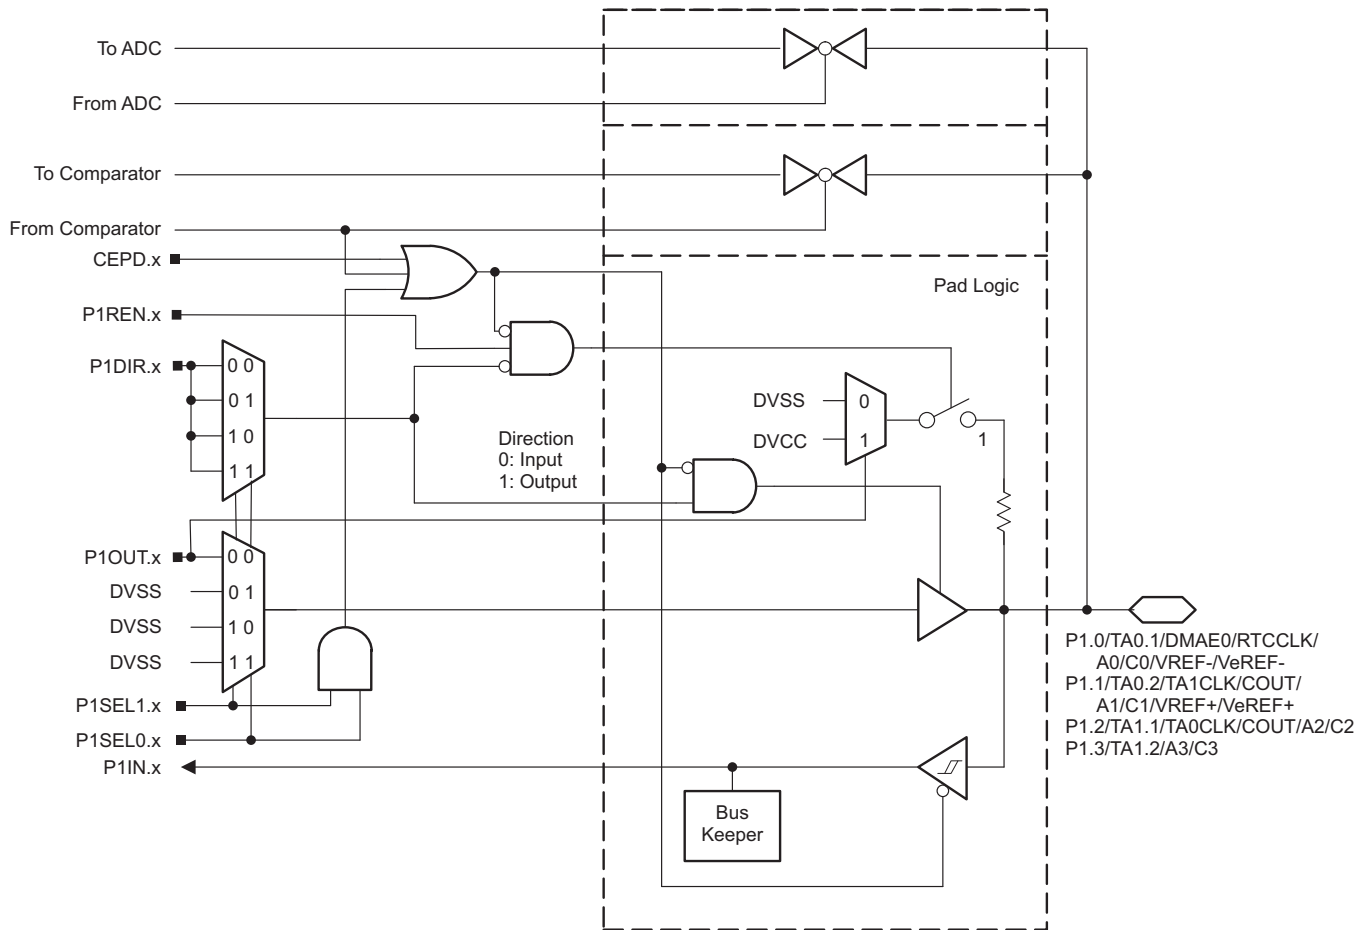 To ADC
From ADC
To Comparator
From Comparator
CEPD.x
Pad Logic
P1REN.x
P1DIR.x
0 0
0 1
1 0
1 1
DVSS
0
DVCC
1
1
Direction
0: Input
1: Output
P1OUT.x
0 0
DVSS
0 1
DVSS
1 0
DVSS
1 1
P1SEL1.x
P1SEL0.x
P1IN.x
Bus
Keeper
P1.0/TA0.1/DMAE0/RTCCLK/
A0/C0/VREF-/VeREF-
P1.1/TA0.2/TA1CLK/COUT/
A1/C1/VREF+/VeREF+
P1.2/TA1.1/TA0CLK/COUT/A2/C2
P1.3/TA1.2/A3/C3